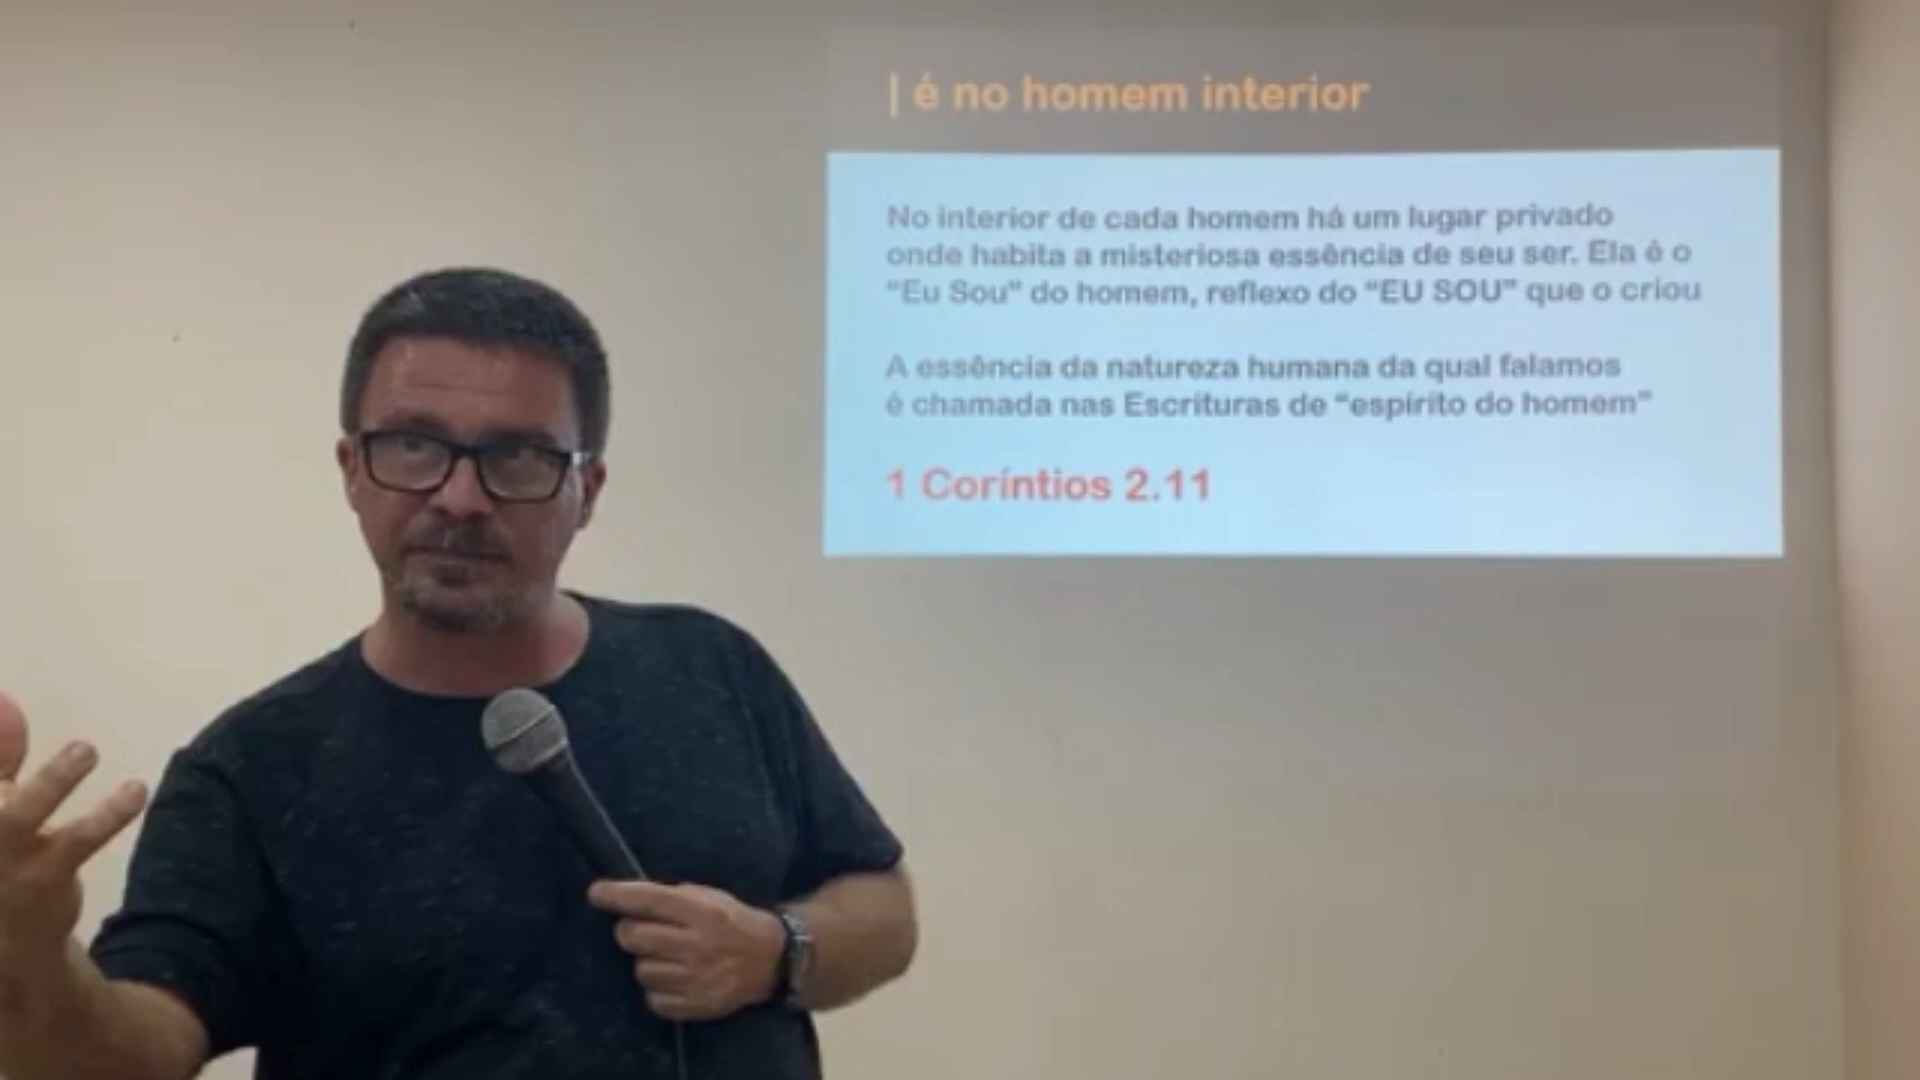 | é no homem interior
No interior de cada homem há um lugar privado
onde habita a misteriosa essência de seu ser. Ela é o
“Eu Sou” do homem, reflexo do “EU SOU” que o criou
A essência da natureza humana da qual falamos
é chamada nas Escrituras de “espírito do homem”
1 Coríntios 2.11